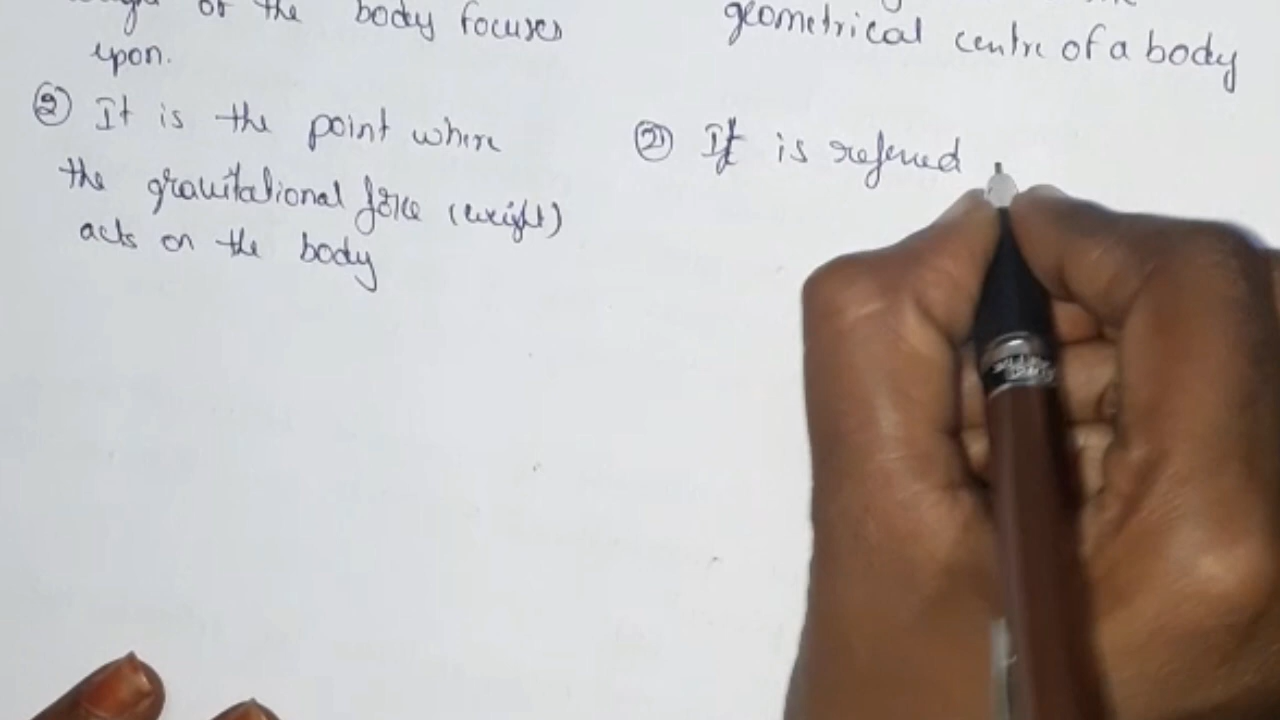 of the body focuses
upon.
② It is the point where
the gravitational force (weight)
acts on the body
geometrical centre of a body
② It is referred